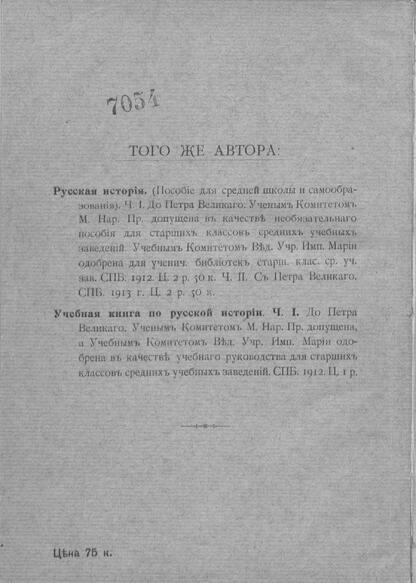 7054
ТОГО ЖЕ АВТОРА:
Русская исторія. (Пособіе для средней школы и самообра-
зованія). Ч. I. До Петра Великаго. Ученымъ Комитетомъ
М. Нар. Пр. допущена въ качествѣ необязательнаго
пособія для старшихъ классовъ среднихъ учебныхъ
заведеній. Учебнымъ Комитетомъ Вѣд. Учр. Имп. Маріи
одобрена для ученич. библіотекъ старш. клас. ср. уч.
зав. СПБ. 1912. Ц. 2 р. 50 к. Ч. II. Съ Петра Великаго.
СПБ. 1913 г. Ц. 2 р. 50 к.
Учебная книга по русской исторіи. Ч. I. До Петра
Великаго. Ученымъ Комитетомъ М. Нар. Пр. допущена,
а Учебнымъ Комитетомъ Вѣд. Учр. Имп. Маріи одо-
брена въ качествѣ учебнаго руководства для старшихъ
классовъ среднихъ учебныхъ заведеній. СПБ. 1912. Ц. 1 р.
Цѣна 75 к.